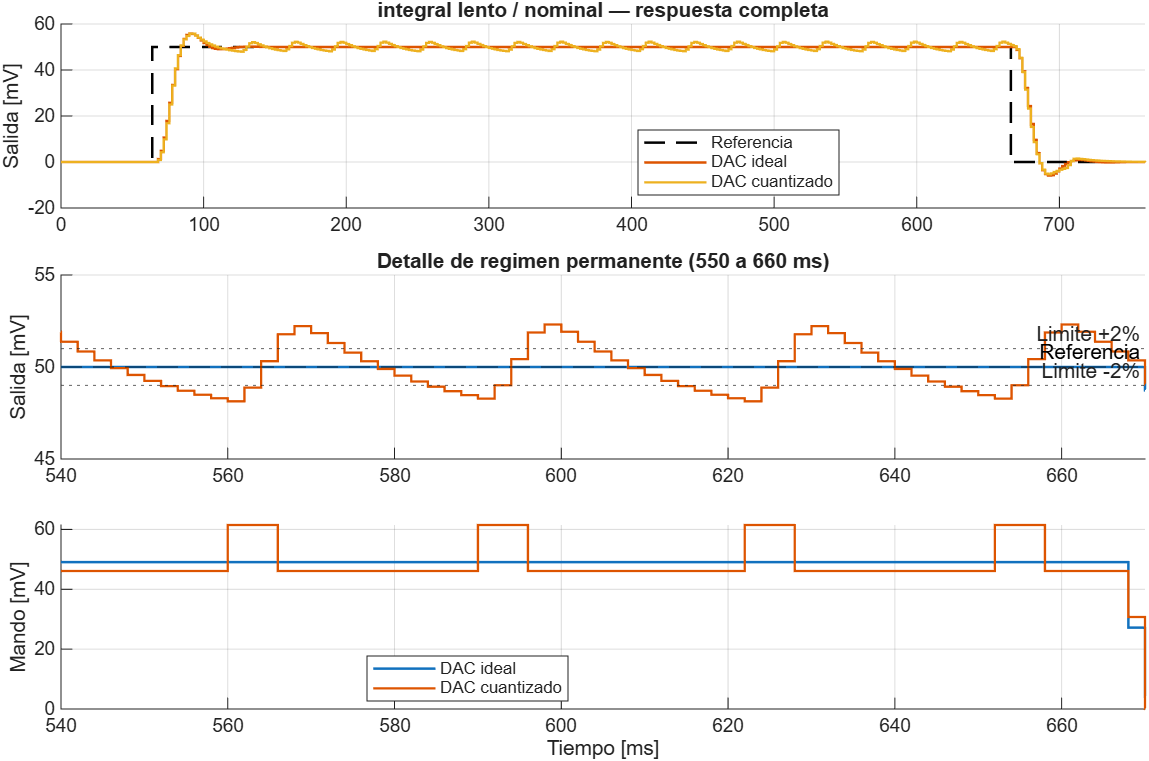 integral lento / nominal — respuesta completa
60
40
20
0
-20
Salida [mV]
Referencia
DAC ideal
DAC cuantizado
0 100 200 300 400 500 600 700
Detalle de regimen permanente (550 a 660 ms)
55
50
45
Salida [mV]
Limite +2%
Referencia
Limite -2%
540 560 580 600 620 640 660
60
40
20
0
Mando [mV]
DAC ideal
DAC cuantizado
540 560 580 600 620 640 660
Tiempo [ms]